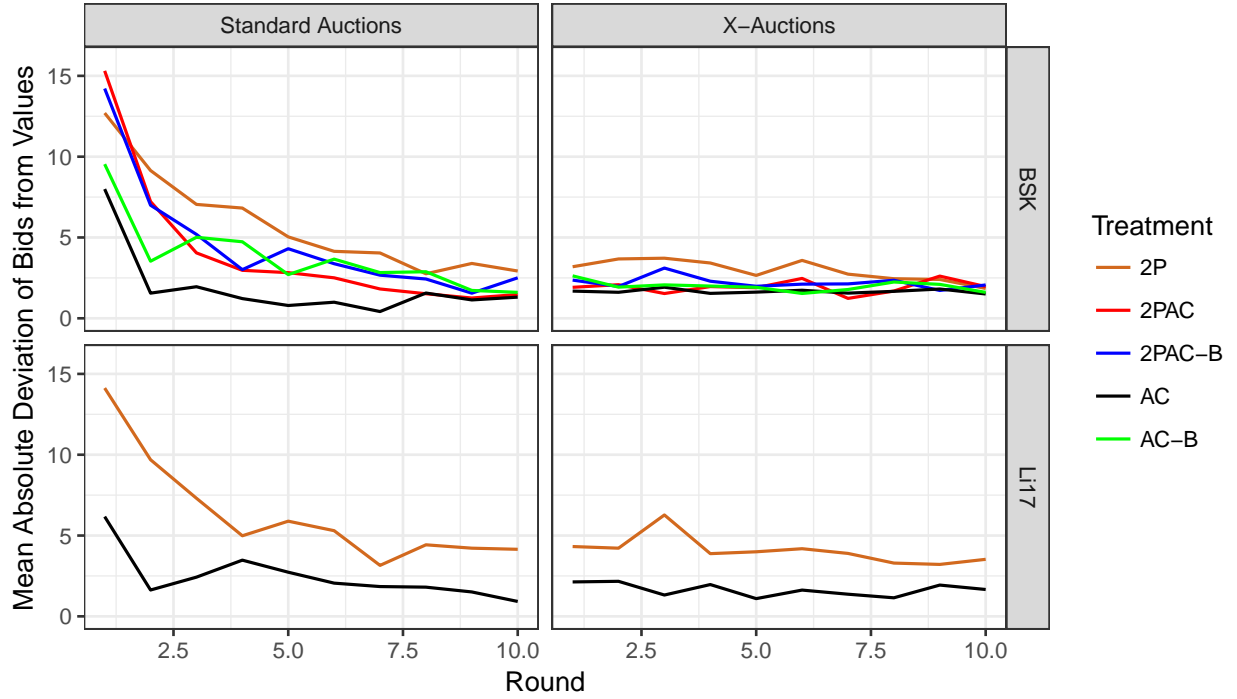 Standard Auctions
X−Auctions
Mean Absolute Deviation of Bids from Values
15
10
5
0
BSK
15
10
5
0
Li17
2.5
5.0
7.5
10.0
2.5
5.0
7.5
10.0
Round
Treatment
2P
2PAC
2PAC−B
AC
AC−B